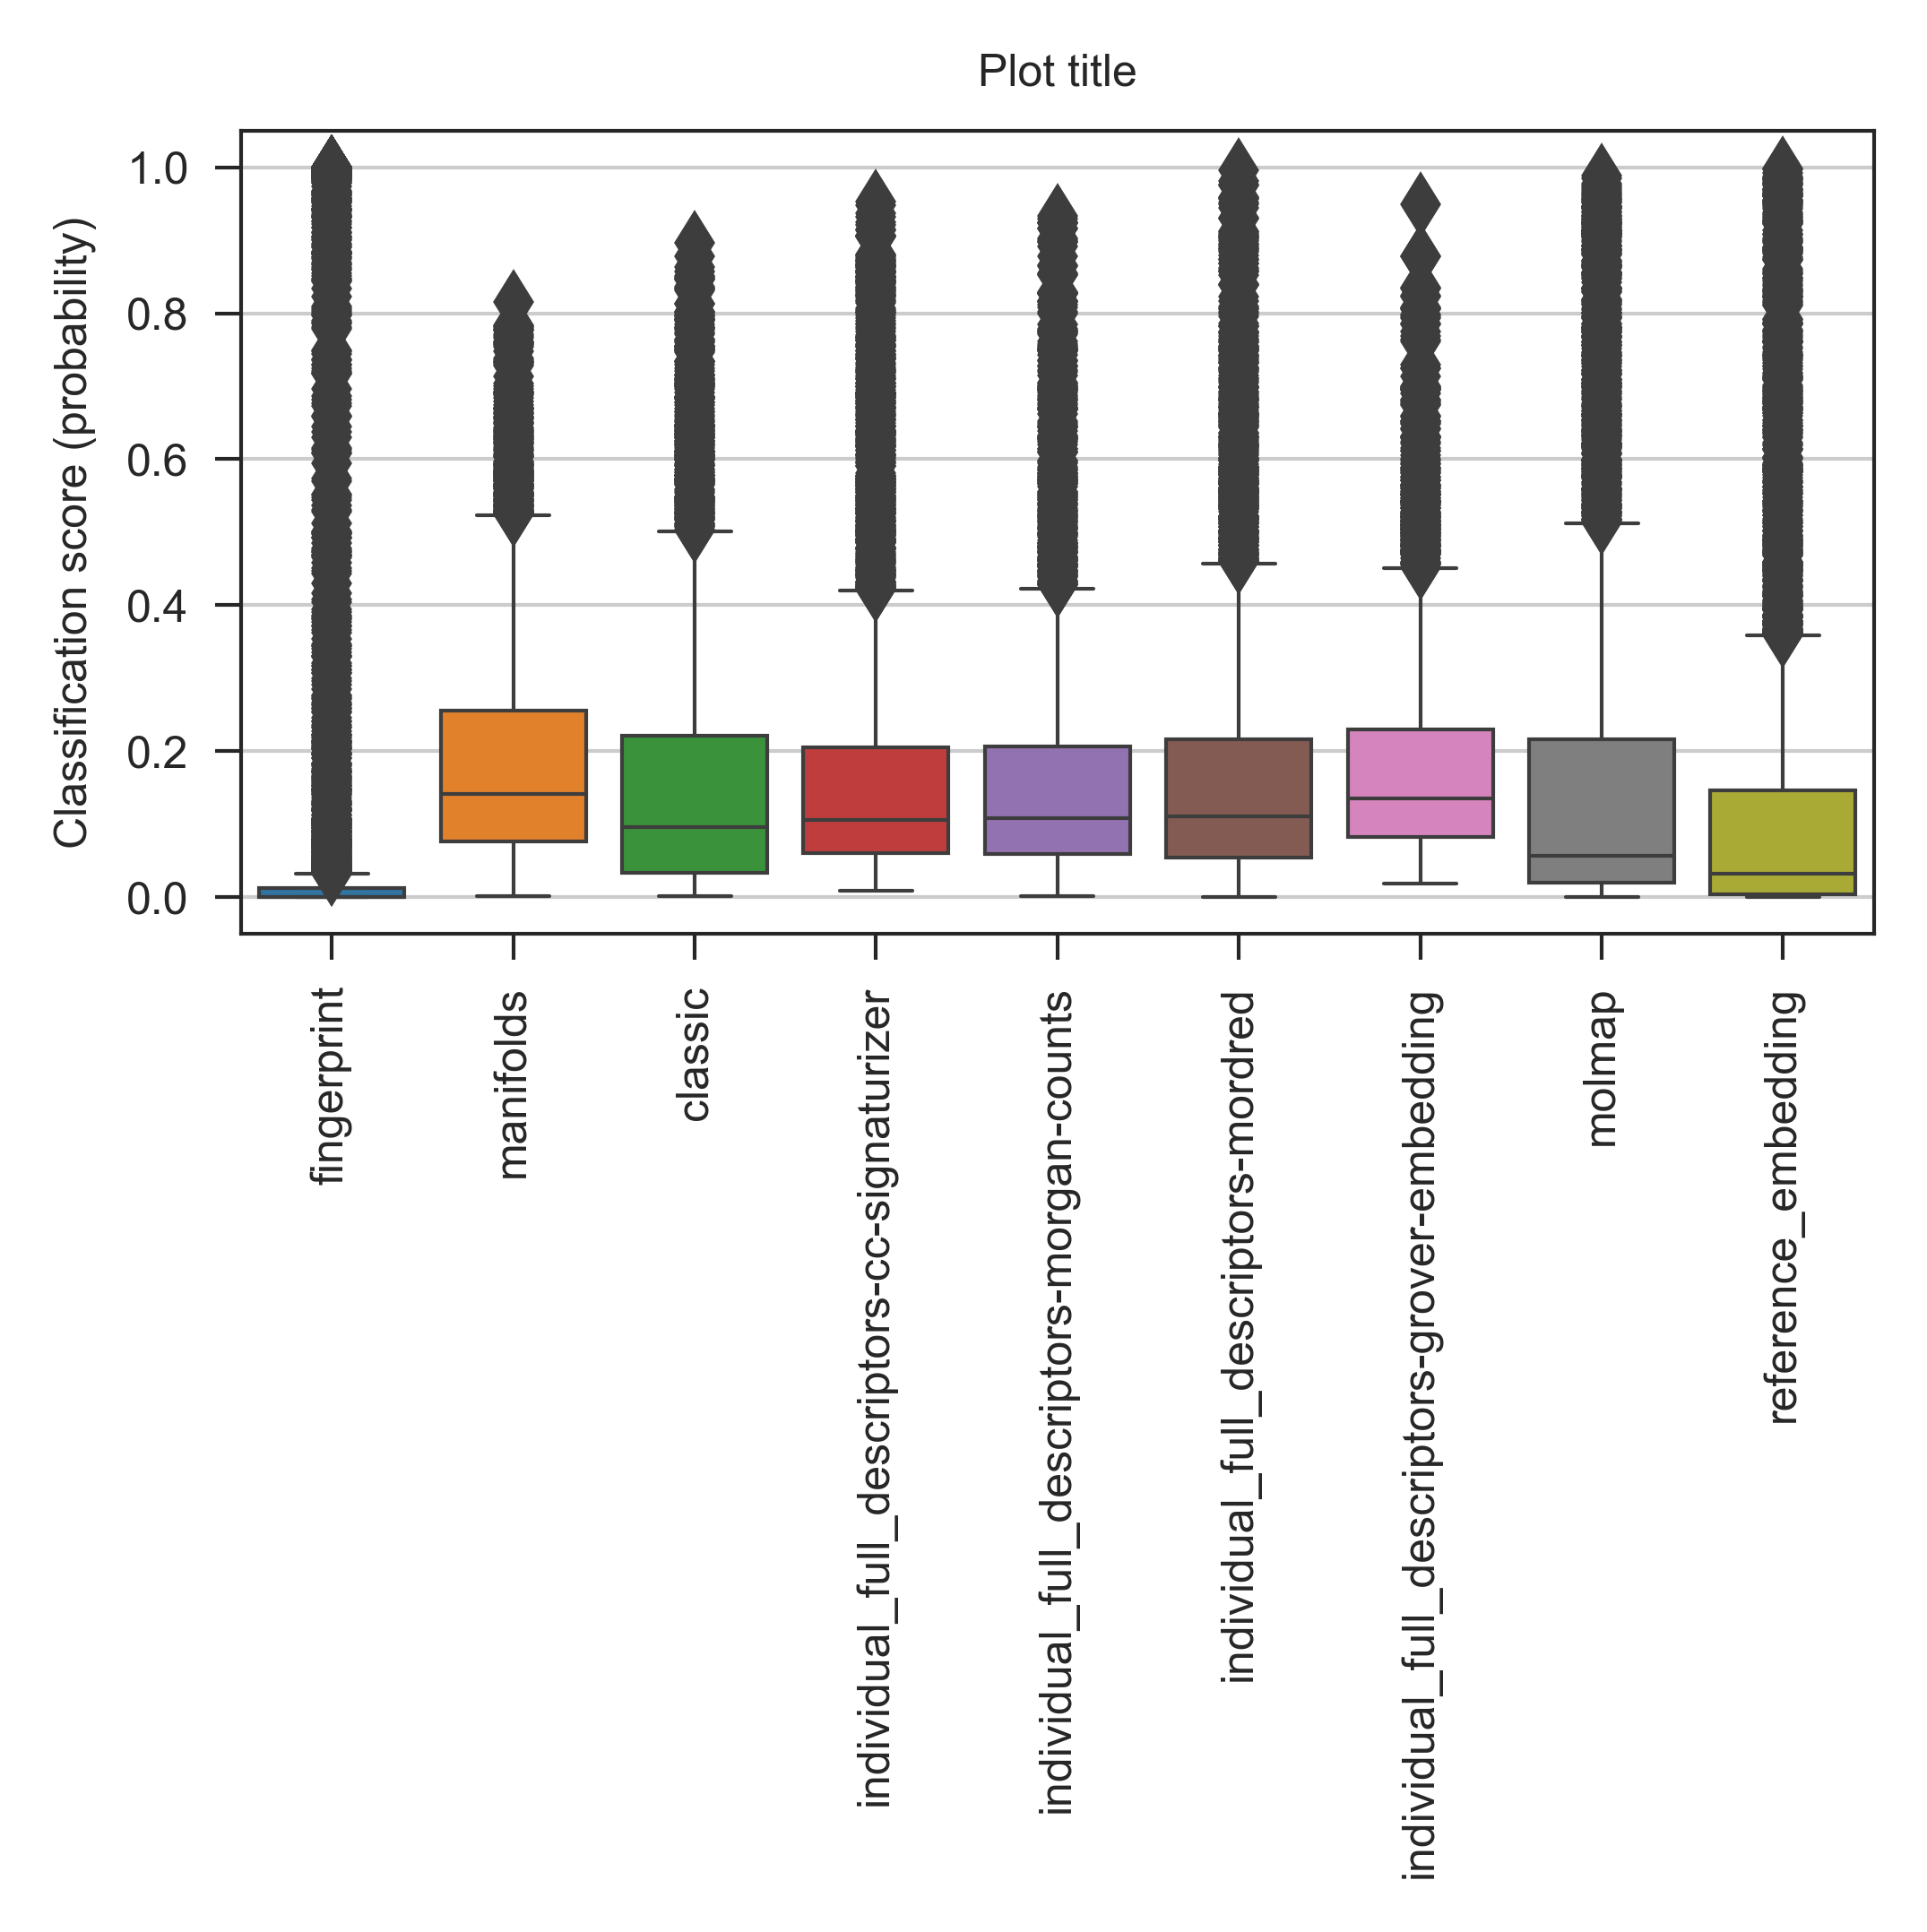 Plot title
Classification score (probability)
1.0
0.8
0.6
0.4
0.2
0.0
fingerprint
manifolds
classic
individual_full_descriptors-cc-signaturizer
individual_full_descriptors-morgan-counts
individual_full_descriptors-mordred
individual_full_descriptors-grover-embedding
molmap
reference_embedding